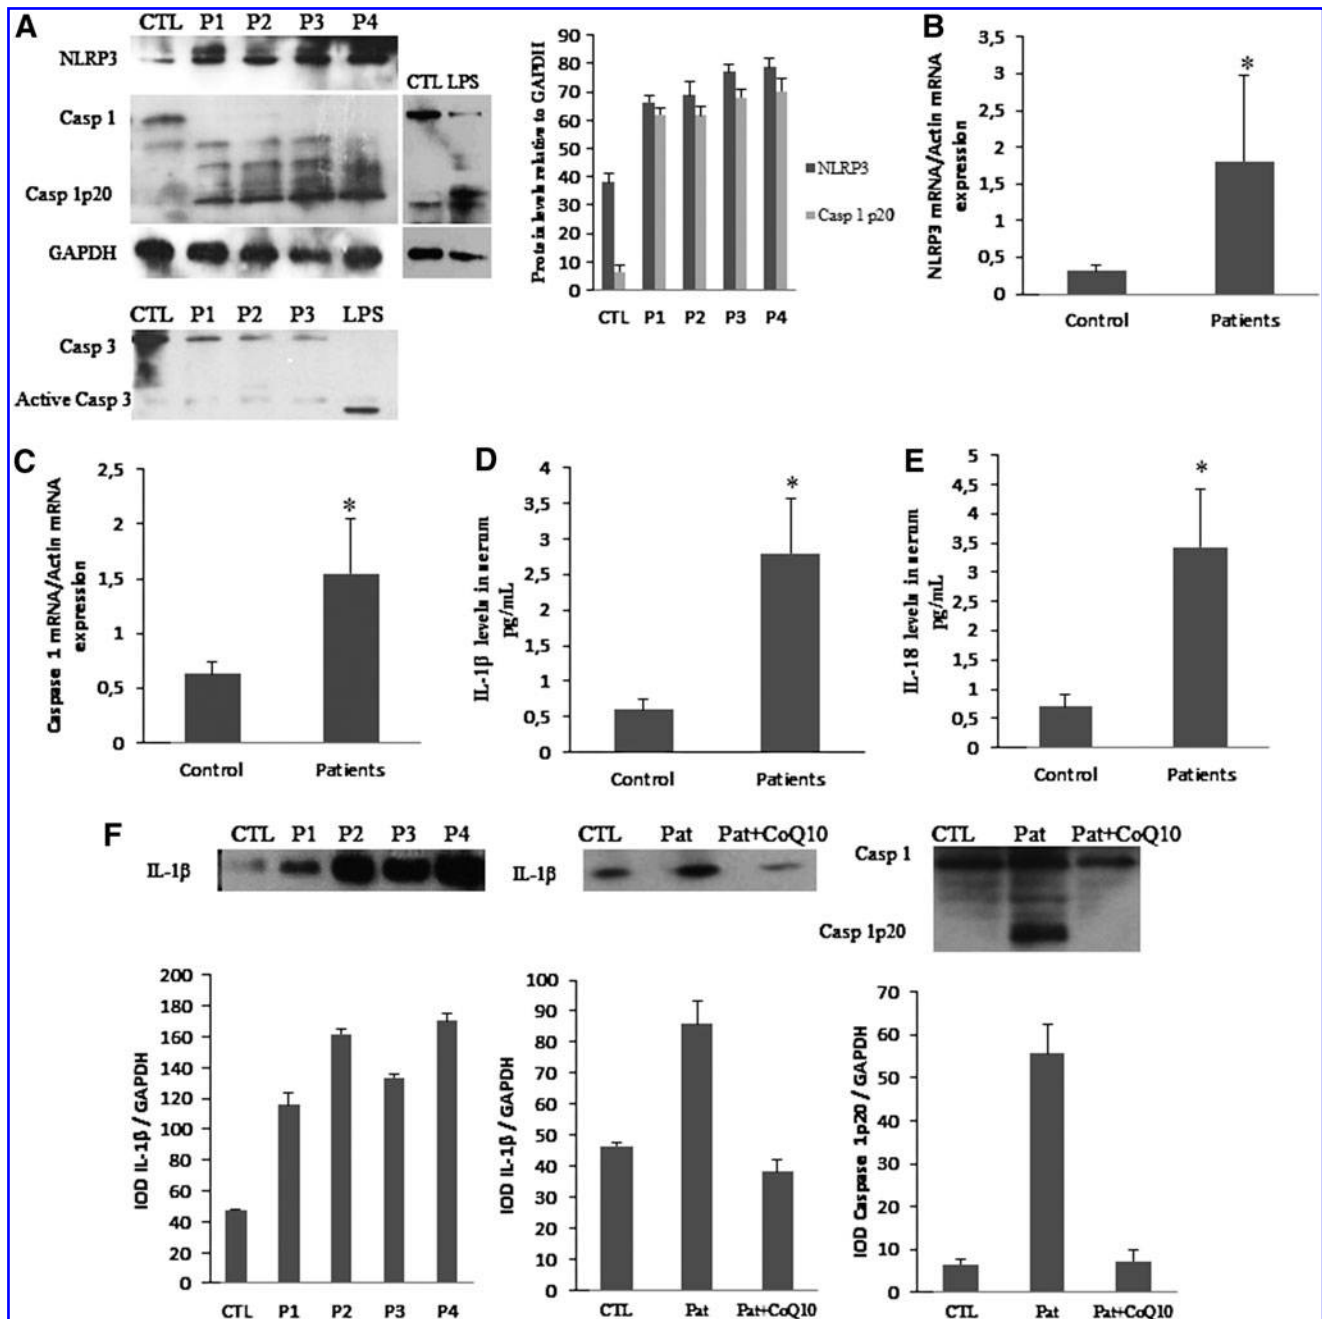 A
CTL P1 P2 P3 P4
NLRP3
CTL LPS
Casp 1
Casp 1p20
GAPDH
CTL P1 P2 P3 LPS
Casp 3
Active Casp 3
Protein levels relative to GAPDH
90
80
70
60
50
40
30
20
10
0
CTL P1 P2 P3 P4
NLRP3
Casp 1 p20
B
NLRP3 mRNA/Actin mRNA
expression
3,5
3
2,5
2
1,5
1
0,5
0
*
Control Patients
C
Caspase 1 mRNA/Actin mRNA
expression
2,5
2
1,5
1
0,5
0
*
Control Patients
D
IL-1β levels in serum
pg/mL
4
3,5
3
2,5
2
1,5
1
0,5
0
*
Control Patients
E
IL-18 levels in serum
pg/mL
5
4,5
4
3,5
3
2,5
2
1,5
1
0,5
0
*
Control Patients
F
CTL P1 P2 P3 P4
IL-1β
CTL Pat Pat+CoQ10
IL-1β
CTL Pat Pat+CoQ10
Casp 1
Casp 1p20
IOD IL-1β / GAPDH
200
180
160
140
120
100
80
60
40
20
0
CTL P1 P2 P3 P4
IOD IL-1β / GAPDH
100
90
80
70
60
50
40
30
20
10
0
CTL Pat Pat+CoQ10
IOD Caspase 1p20 / GAPDH
70
60
50
40
30
20
10
0
CTL Pat Pat+CoQ10